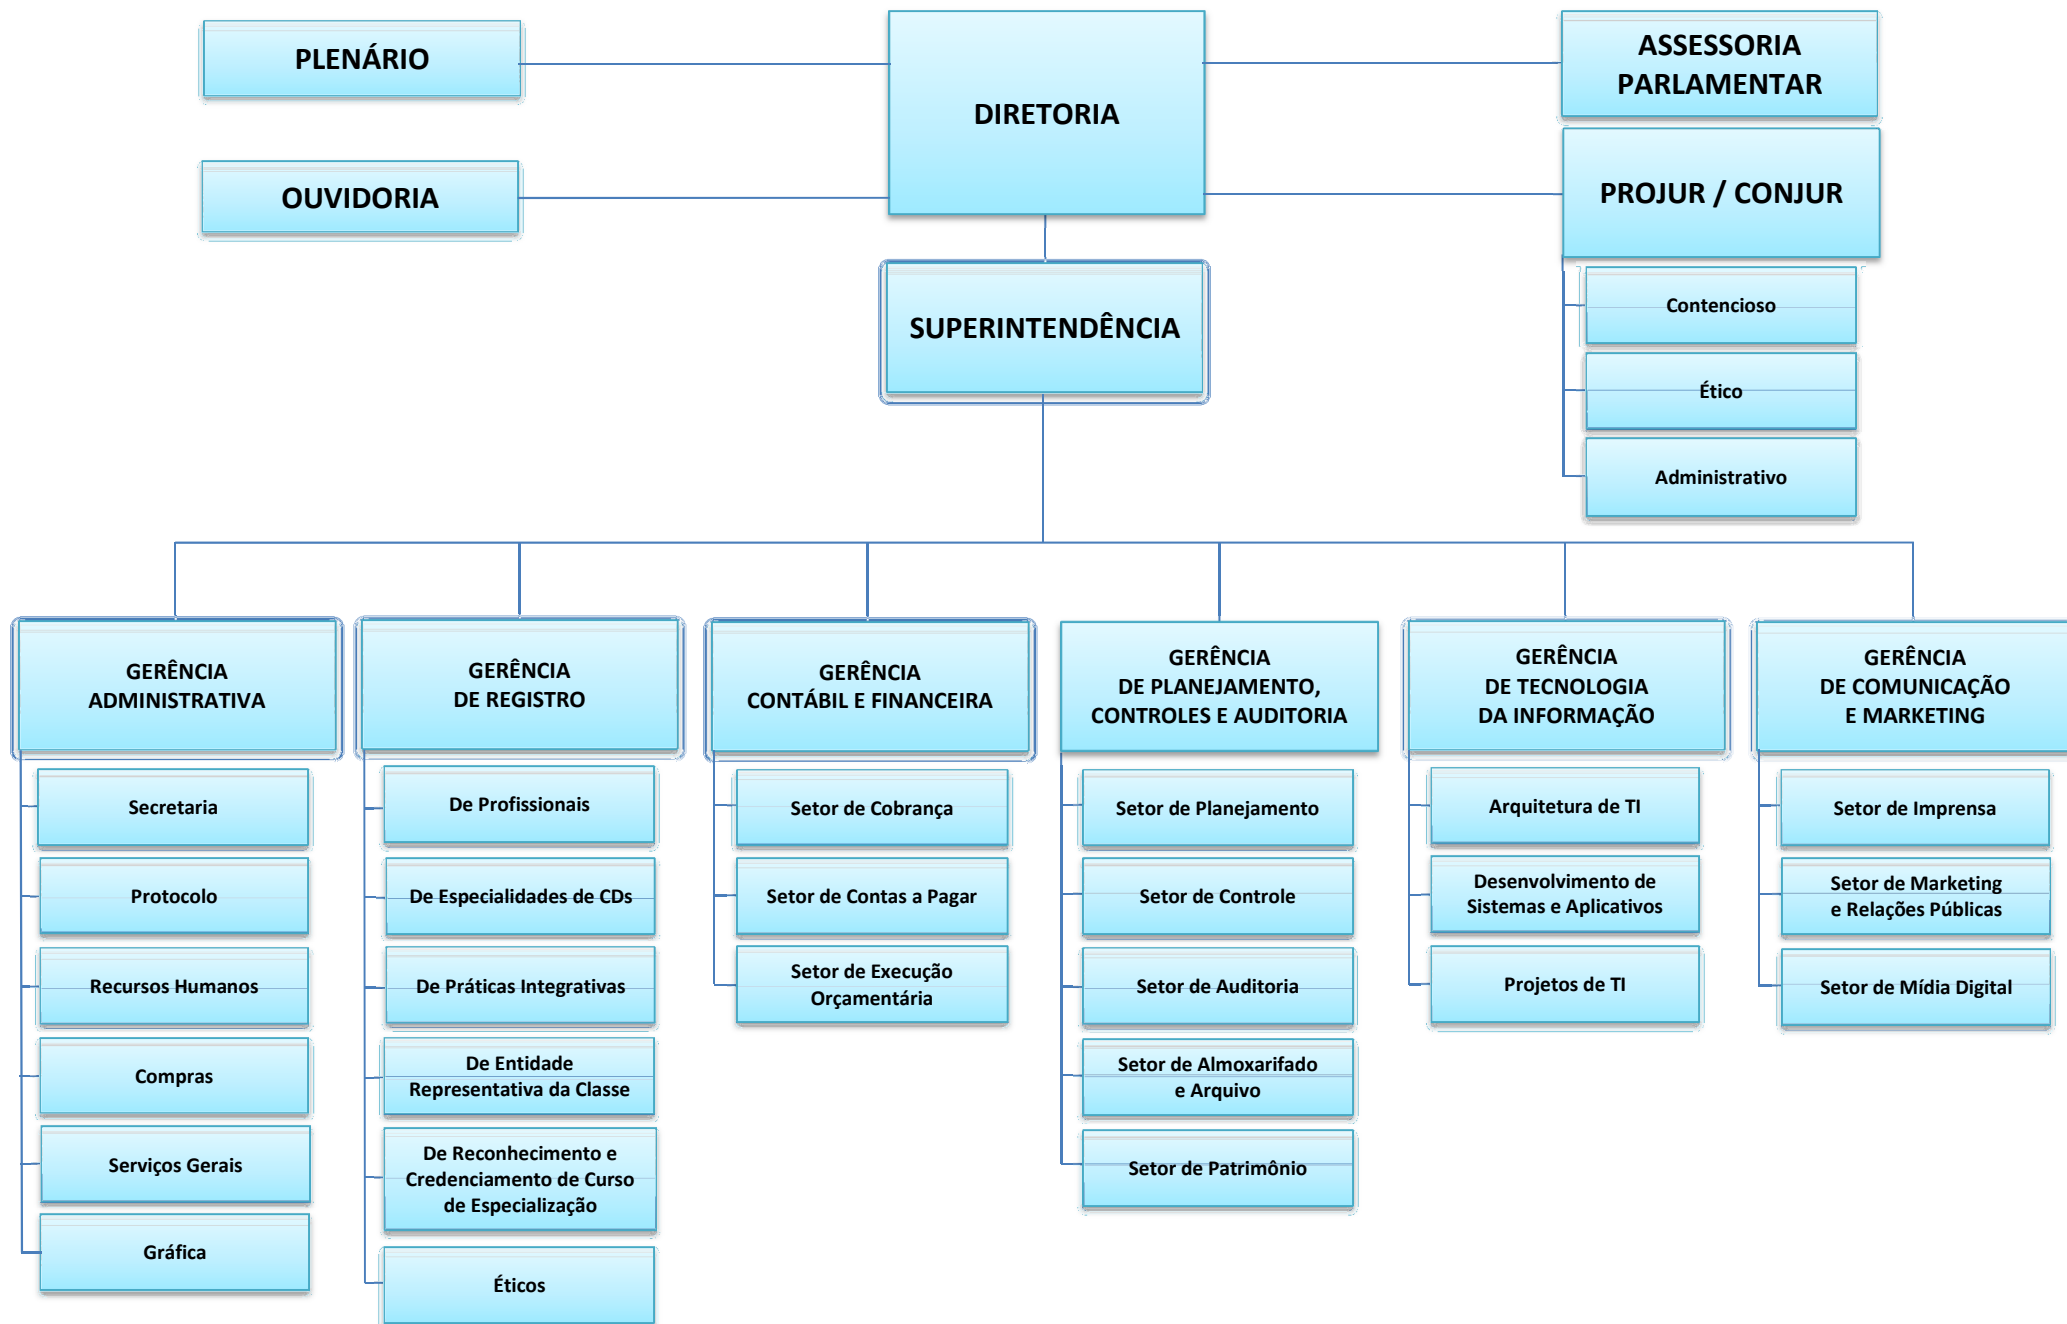 PLENÁRIO
OUVIDORIA
DIRETORIA
ASSESSORIA
PARLAMENTAR
PROJUR / CONJUR
Contencioso
Ético
Administrativo
SUPERINTENDÊNCIA
GERÊNCIA
ADMINISTRATIVA
Secretaria
Protocolo
Recursos Humanos
Compras
Serviços Gerais
Gráfica
GERÊNCIA
DE REGISTRO
De Profissionais
De Especialidades de CDs
De Práticas Integrativas
De Entidade
Representativa da Classe
De Reconhecimento e
Credenciamento de Curso
de Especialização
Éticos
GERÊNCIA
CONTÁBIL E FINANCEIRA
Setor de Cobrança
Setor de Contas a Pagar
Setor de Execução
Orçamentária
GERÊNCIA
DE PLANEJAMENTO,
CONTROLES E AUDITORIA
Setor de Planejamento
Setor de Controle
Setor de Auditoria
Setor de Almoxarifado
e Arquivo
Setor de Patrimônio
GERÊNCIA
DE TECNOLOGIA
DA INFORMAÇÃO
Arquitetura de TI
Desenvolvimento de
Sistemas e Aplicativos
Projetos de TI
GERÊNCIA
DE COMUNICAÇÃO
E MARKETING
Setor de Imprensa
Setor de Marketing
e Relações Públicas
Setor de Mídia Digital